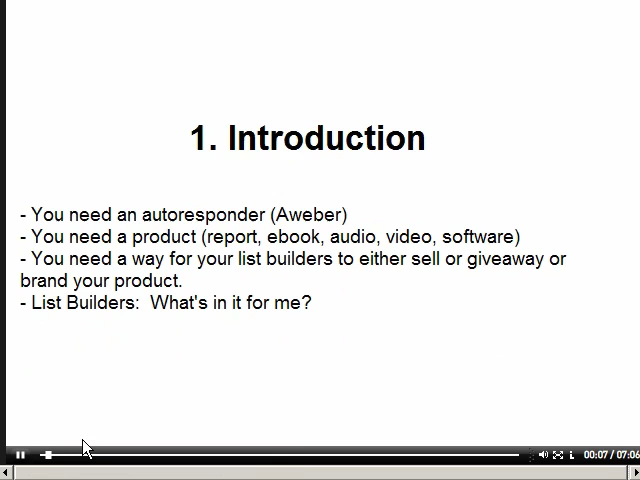 1. Introduction
- You need an autoresponder (Aweber)
- You need a product (report, ebook, audio, video, software)
- You need a way for your list builders to either sell or giveaway or
brand your product.
- List Builders:  What's in it for me?
00:07 / 07:06